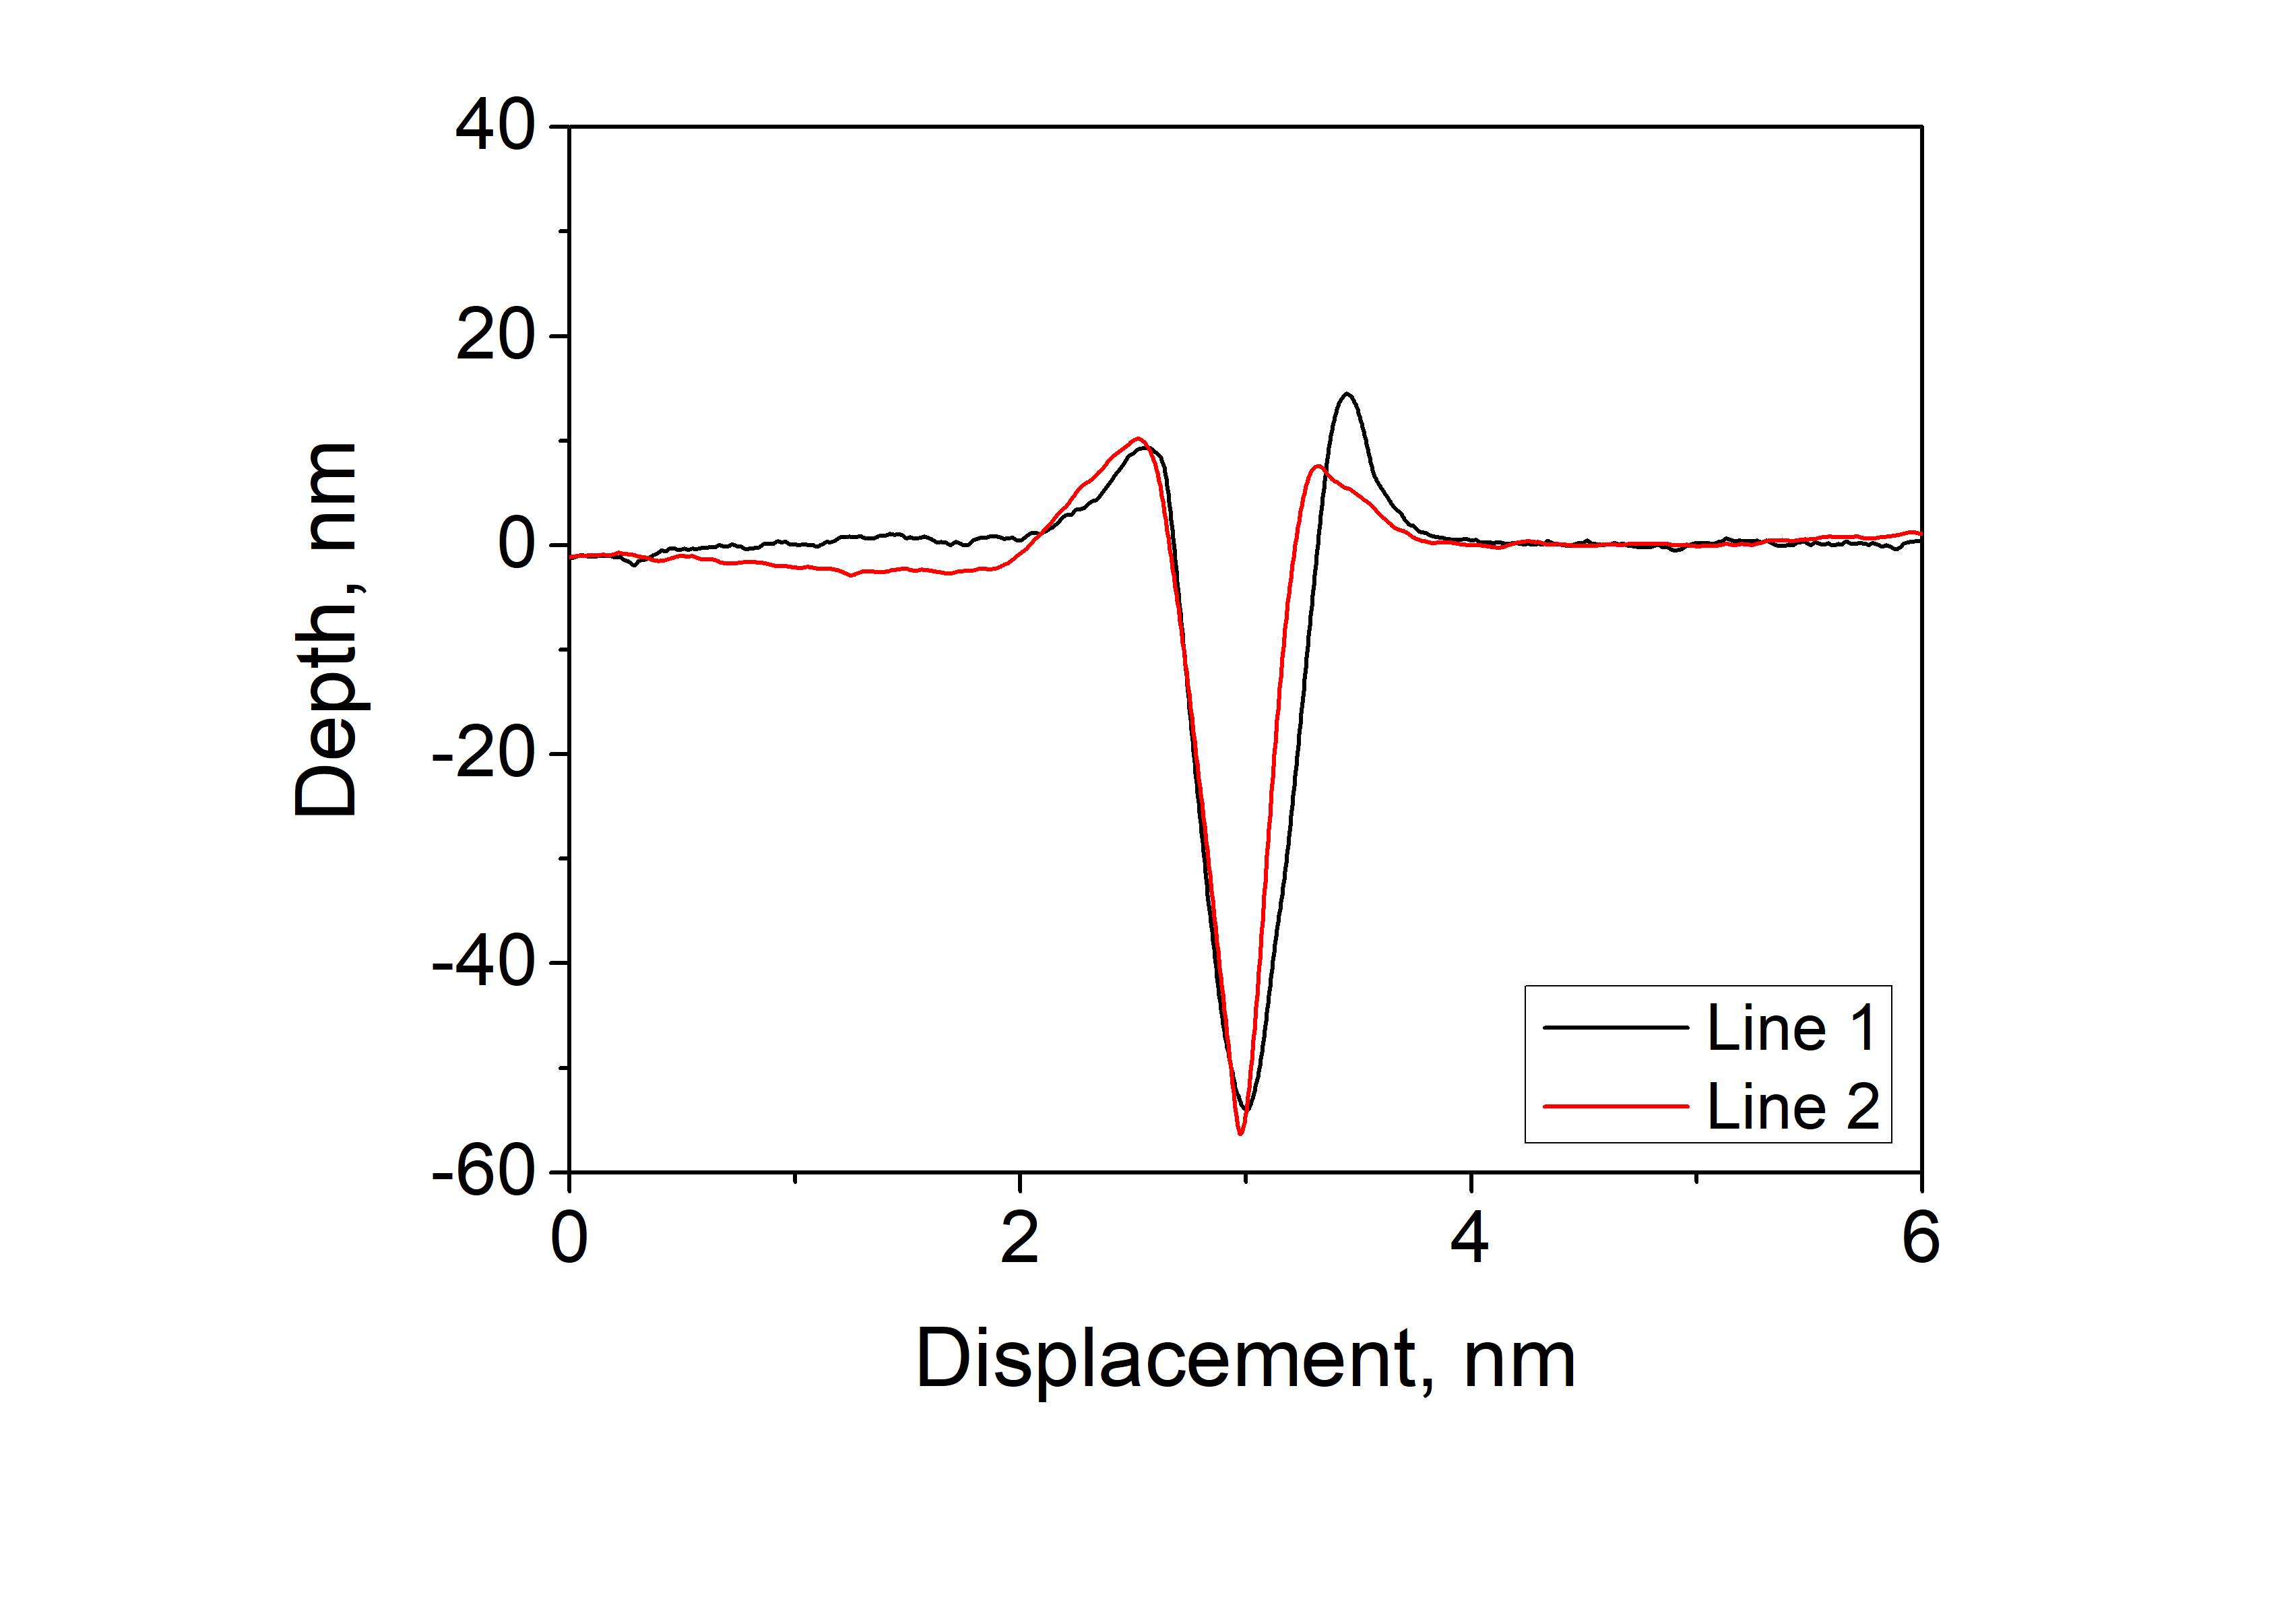 40
20
0
-20
-40
-60
Depth, nm
0
2
4
6
Displacement, nm
Line 1
Line 2